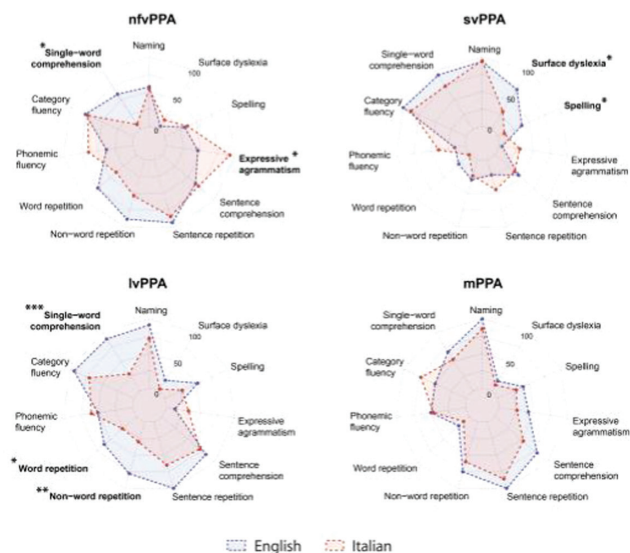 nfvPPA
Naming
* Single-word
comprehension
Surface dyslexia
100
Category
fluency
50
Spelling
0
Phonemic
fluency
Expressive *
agrammatism
Word repetition
Sentence
comprehension
Non-word repetition
Sentence repetition
svPPA
Naming
Single-word
comprehension
Surface dyslexia *
100
Category
fluency
50
Spelling *
0
Phonemic
fluency
Expressive
agrammatism
Word repetition
Sentence
comprehension
Non-word repetition
Sentence repetition
lvPPA
Naming
*** Single-word
comprehension
Surface dyslexia
100
Category
fluency
50
Spelling
0
Phonemic
fluency
Expressive
agrammatism
* Word repetition
Sentence
comprehension
** Non-word repetition
Sentence repetition
mPPA
Naming
Single-word
comprehension
Surface dyslexia
100
Category
fluency
50
Spelling
0
Phonemic
fluency
Expressive
agrammatism
Word repetition
Sentence
comprehension
Non-word repetition
Sentence repetition
English Italian